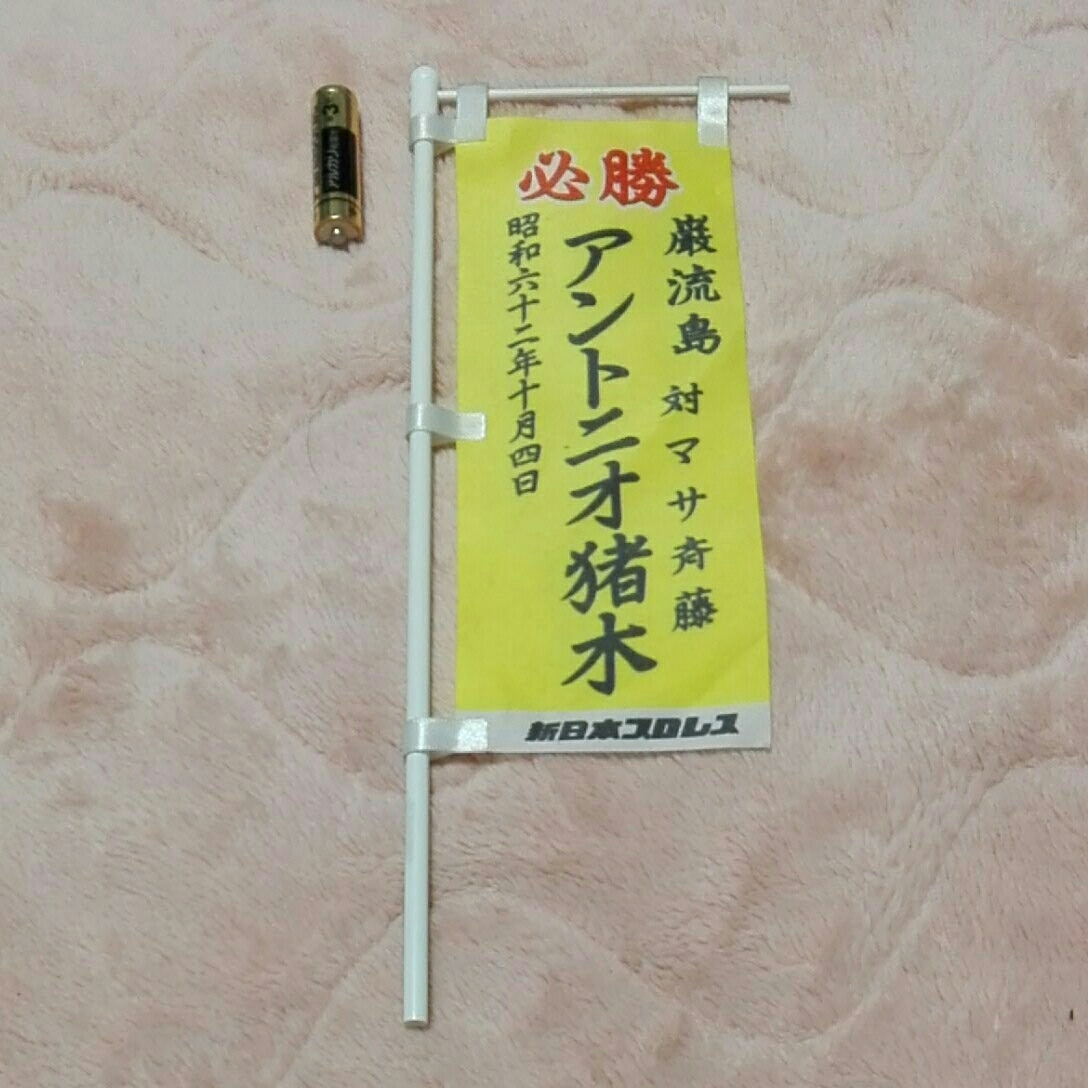 必勝
巌流島 対マサ斉藤
アントニオ猪木
昭和六十二年十月四日
新日本プロレス